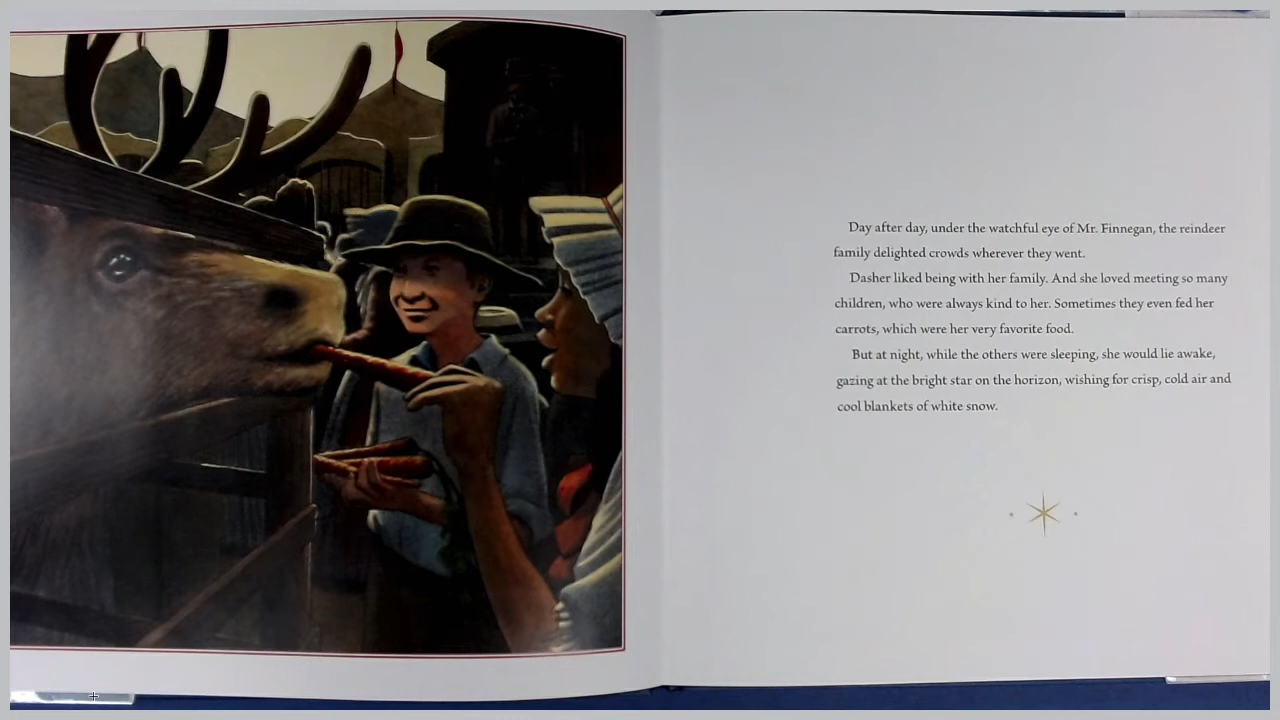 Day after day, under the watchful eye of Mr. Finnegan, the reindeer
family delighted crowds wherever they went.
Dasher liked being with her family. And she loved meeting so many
children, who were always kind to her. Sometimes they even fed her
carrots, which were her very favorite food.
But at night, while the others were sleeping, she would lie awake,
gazing at the bright star on the horizon, wishing for crisp, cold air and
cool blankets of white snow.